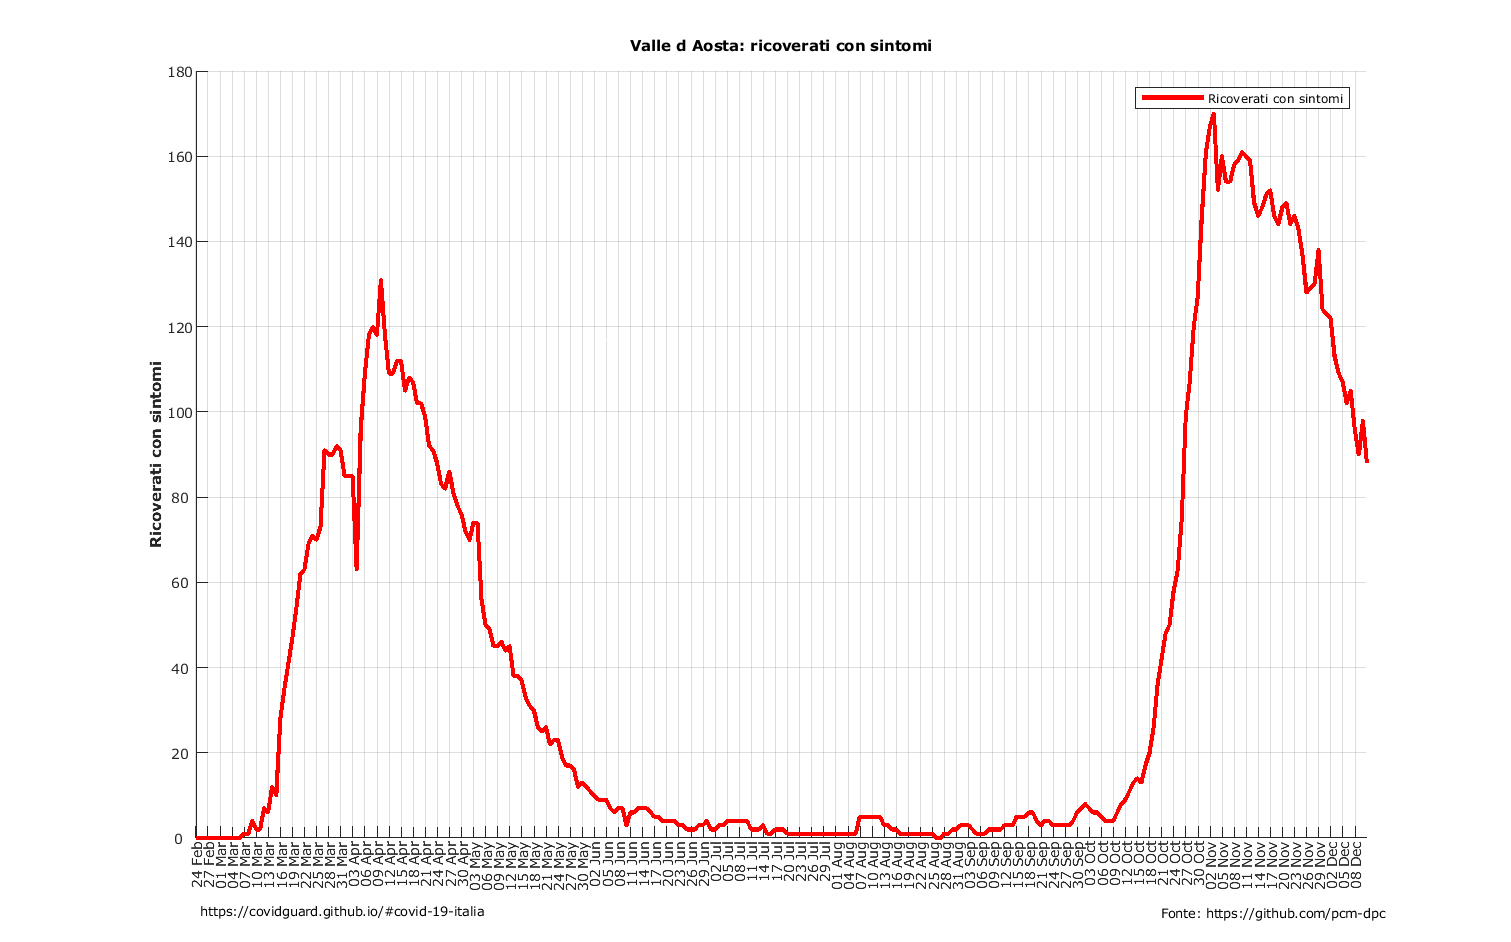 Valle d Aosta: ricoverati con sintomi
Ricoverati con sintomi
Ricoverati con sintomi
180
160
140
120
100
80
60
40
20
0
24 Feb
27 Feb
01 Mar
04 Mar
07 Mar
10 Mar
13 Mar
16 Mar
19 Mar
22 Mar
25 Mar
28 Mar
31 Mar
03 Apr
06 Apr
09 Apr
12 Apr
15 Apr
18 Apr
21 Apr
24 Apr
27 Apr
30 Apr
03 May
06 May
09 May
12 May
15 May
18 May
21 May
24 May
27 May
30 May
02 Jun
05 Jun
08 Jun
11 Jun
14 Jun
17 Jun
20 Jun
23 Jun
26 Jun
29 Jun
02 Jul
05 Jul
08 Jul
11 Jul
14 Jul
17 Jul
20 Jul
23 Jul
26 Jul
29 Jul
01 Aug
04 Aug
07 Aug
10 Aug
13 Aug
16 Aug
19 Aug
22 Aug
25 Aug
28 Aug
31 Aug
03 Sep
06 Sep
09 Sep
12 Sep
15 Sep
18 Sep
21 Sep
24 Sep
27 Sep
30 Sep
03 Oct
06 Oct
09 Oct
12 Oct
15 Oct
18 Oct
21 Oct
24 Oct
27 Oct
30 Oct
02 Nov
05 Nov
08 Nov
11 Nov
14 Nov
17 Nov
20 Nov
23 Nov
26 Nov
29 Nov
02 Dec
05 Dec
08 Dec
https://covidguard.github.io/#covid-19-italia
Fonte: https://github.com/pcm-dpc